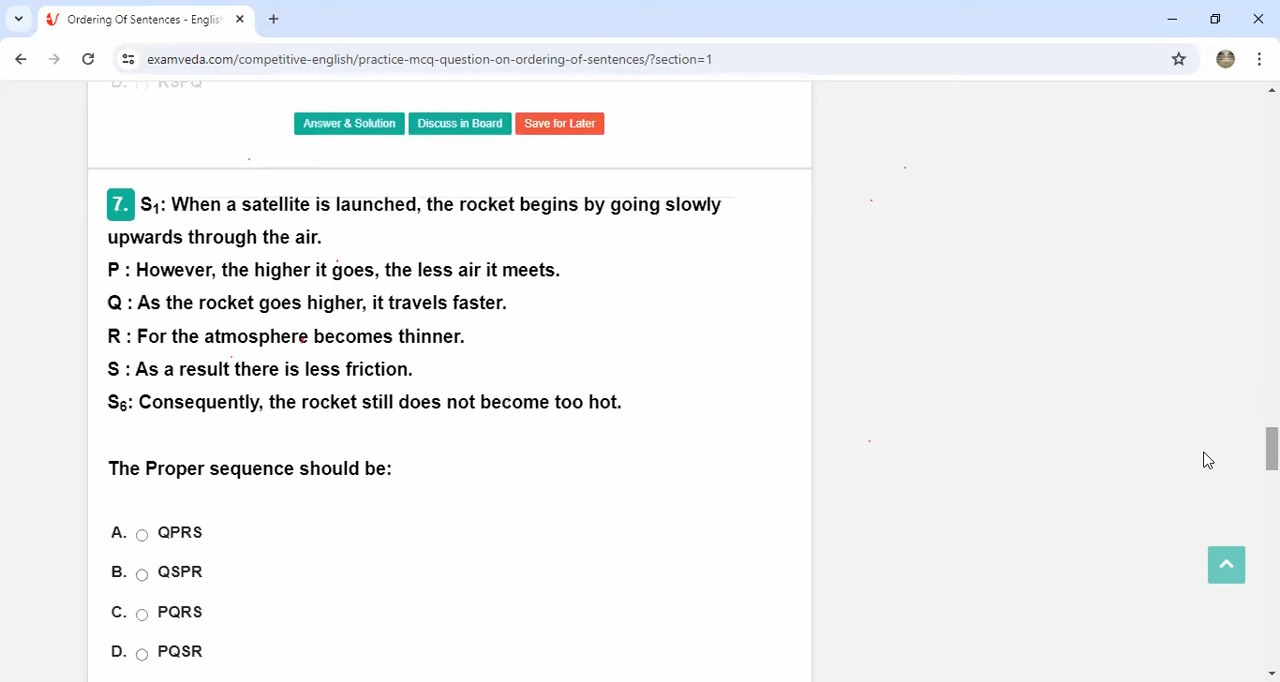 Ordering Of Sentences - Englis
examveda.com/competitive-english/practice-mcq-question-on-ordering-of-sentences/?section=1
D. RSPQ
Answer & Solution Discuss in Board Save for Later
7. S1: When a satellite is launched, the rocket begins by going slowly
upwards through the air.
P : However, the higher it goes, the less air it meets.
Q : As the rocket goes higher, it travels faster.
R : For the atmosphere becomes thinner.
S : As a result there is less friction.
S6: Consequently, the rocket still does not become too hot.
The Proper sequence should be:
A. QPRS
B. QSPR
C. PQRS
D. PQSR